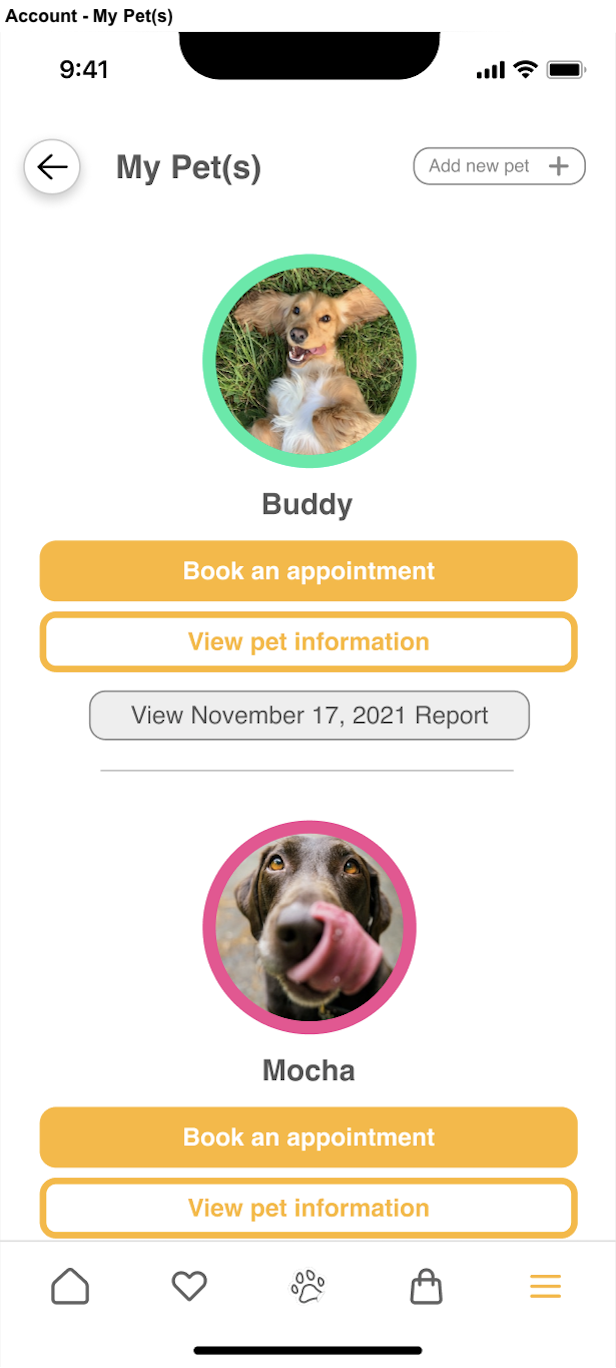 Account - My Pet(s)
9:41
My Pet(s)
Add new pet +
Buddy
Book an appointment
View pet information
View November 17, 2021 Report
Mocha
Book an appointment
View pet information